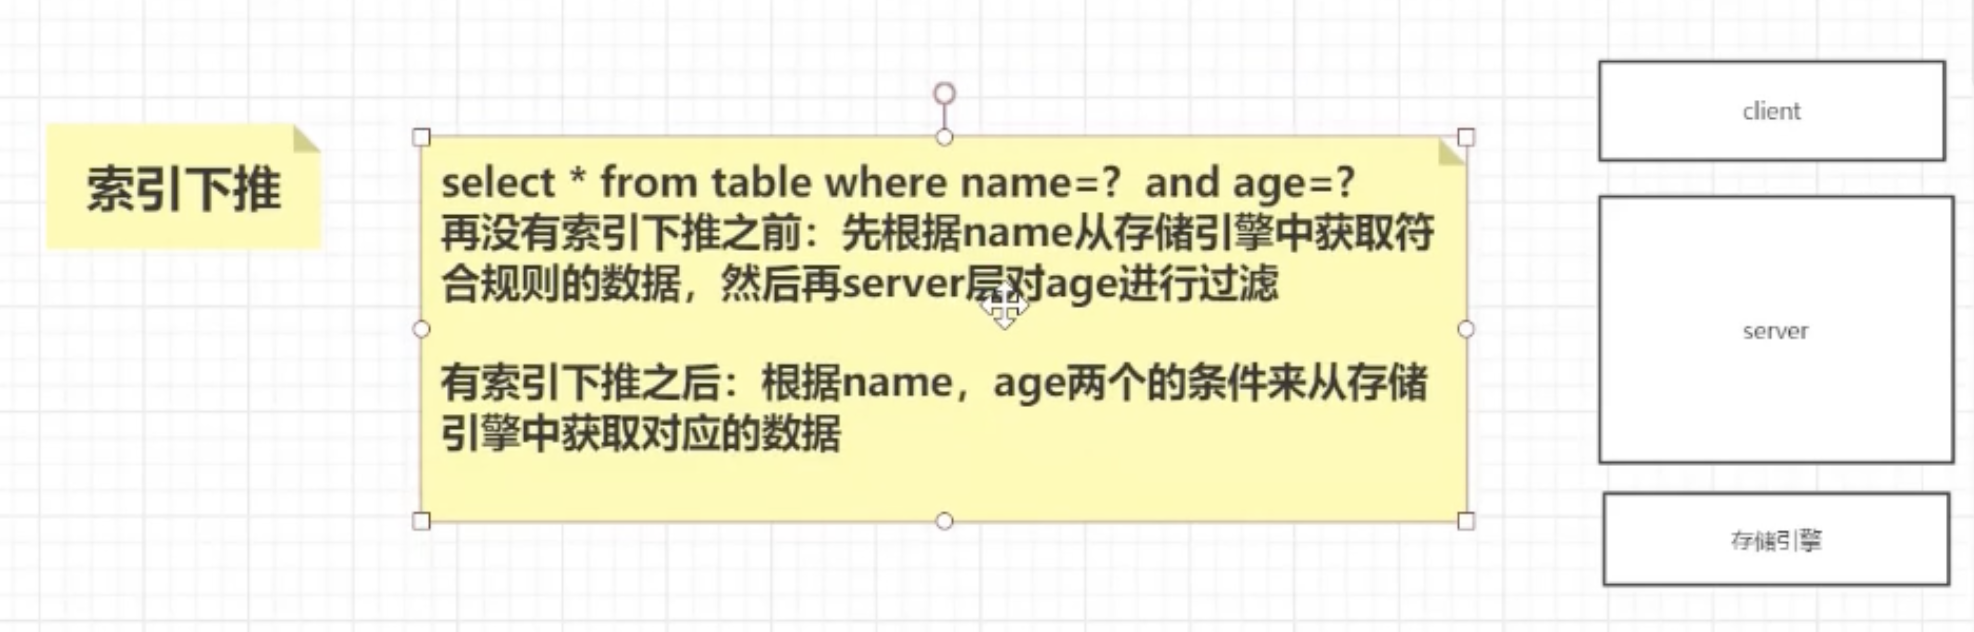 索引下推
select * from table where name=？and age=？
再没有索引下推之前：先根据name从存储引擎中获取符
合规则的数据，然后再server层对age进行过滤
有索引下推之后：根据name，age两个的条件来从存储
引擎中获取对应的数据
client
server
存储引擎